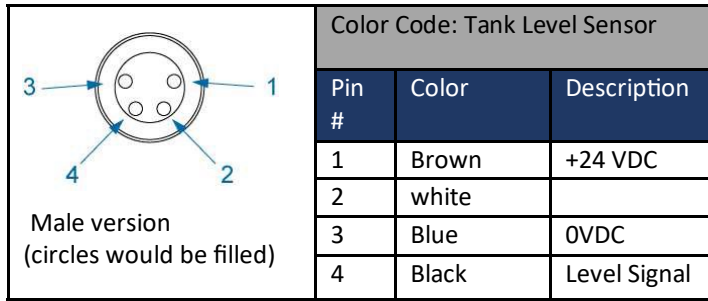 3
1
4
2
Male version
(circles would be filled)
Color Code: Tank Level Sensor
Pin # Color Description
1 Brown +24 VDC
2 white
3 Blue 0VDC
4 Black Level Signal